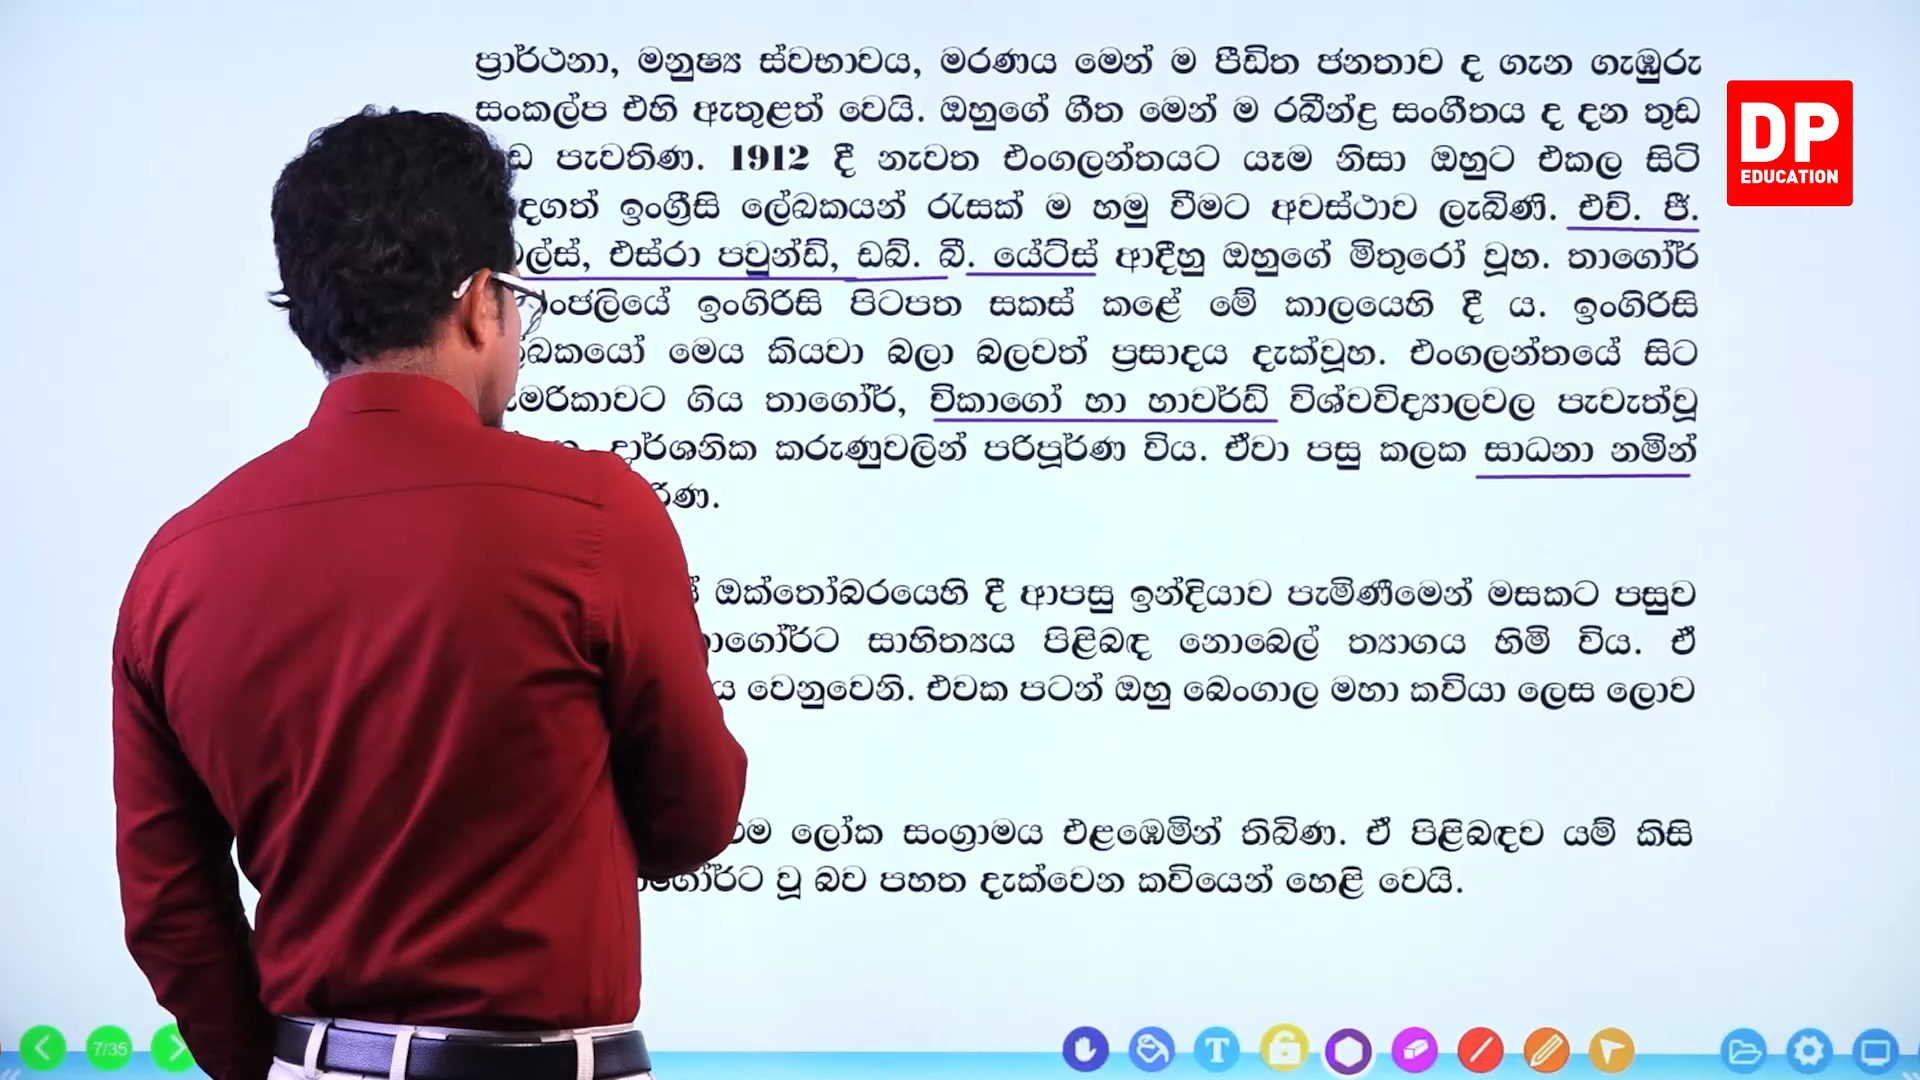 ප්‍රාර්ථනා, මනුෂ්‍ය ස්වභාවය, මරණය මෙන් ම පීඩිත ජනතාව ද ගැන ගැඹුරු
සංකල්ප එහි ඇතුළත් වෙයි. ඔහුගේ ගීත මෙන් ම රබීන්ද්‍ර සංගීතය ද දන තුඩ
පැවතිණ. 1912 දී නැවත එංගලන්තයට යෑම නිසා ඔහුට එකල සිටි
ඉංග්‍රීසි ලේඛකයන් රැසක් ම හමු වීමට අවස්ථාව ලැබිණි. එච්. ජී.
එස්රා පවුන්ඩ්, ඩබ්. බී. යේට්ස් ආදීහු ඔහුගේ මිතුරෝ වූහ. තාගෝර්
ඉංගිරිසි පිටපත සකස් කළේ මේ කාලයෙහි දී ය. ඉංගිරිසි
මෙය කියවා බලා බලවත් ප්‍රසාදය දැක්වූහ. එංගලන්තයේ සිට
ගිය තාගෝර්, චිකාගෝ හා හාවර්ඩ් විශ්වවිද්‍යාලවල පැවැත්වූ
දාර්ශනික කරුණුවලින් පරිපූර්ණ විය. ඒවා පසු කලක සාධනා නමින්
ඔක්තෝබරයෙහි දී ආපසු ඉන්දියාව පැමිණීමෙන් මසකට පසුව
සාහිත්‍යය පිළිබඳ නොබෙල් ත්‍යාගය හිමි විය. ඒ
වෙනුවෙනි. එවක පටන් ඔහු බෙංගාල මහා කවියා ලෙස ලොව
ලෝක සංග්‍රාමය එළඹෙමින් තිබිණ. ඒ පිළිබඳව යම් කිසි
වූ බව පහත දැක්වෙන කවියෙන් හෙළි වෙයි.
DP
EDUCATION
7/35
T